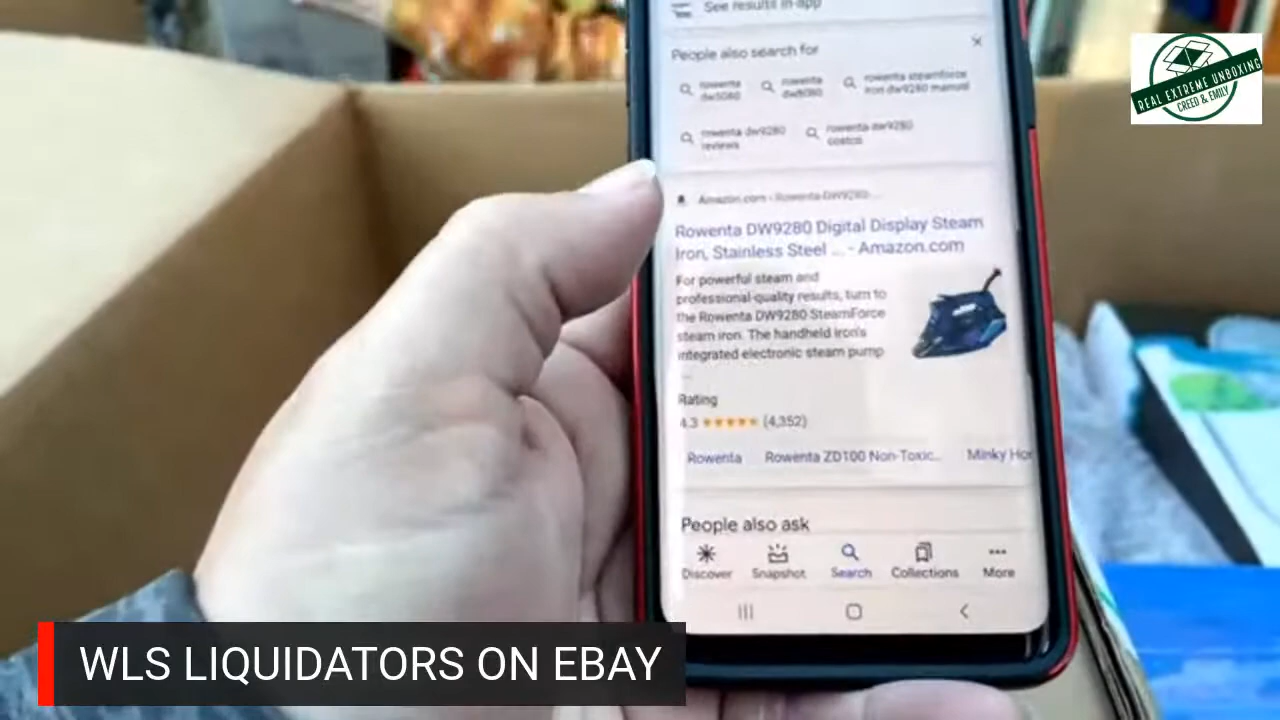 See results in app
People also search for
rowenta
dw5080
rowenta
dw8080
rowenta steamforce
iron dw9280 manual
rowenta dw9280
reviews
rowenta dw9280
costco
Amazon.com › Rowenta-DW9280-...
Rowenta DW9280 Digital Display Steam
Iron, Stainless Steel ... - Amazon.com
For powerful steam and
professional-quality results, turn to
the Rowenta DW9280 SteamForce
steam iron. The handheld iron's
integrated electronic steam pump
...
Rating
4.3 (4,352)
Rowenta Rowenta ZD100 Non-Toxic... Minky Hor
People also ask
Discover Snapshot Search Collections More
REAL EXTREME UNBOXING
CREED & EMILY
WLS LIQUIDATORS ON EBAY